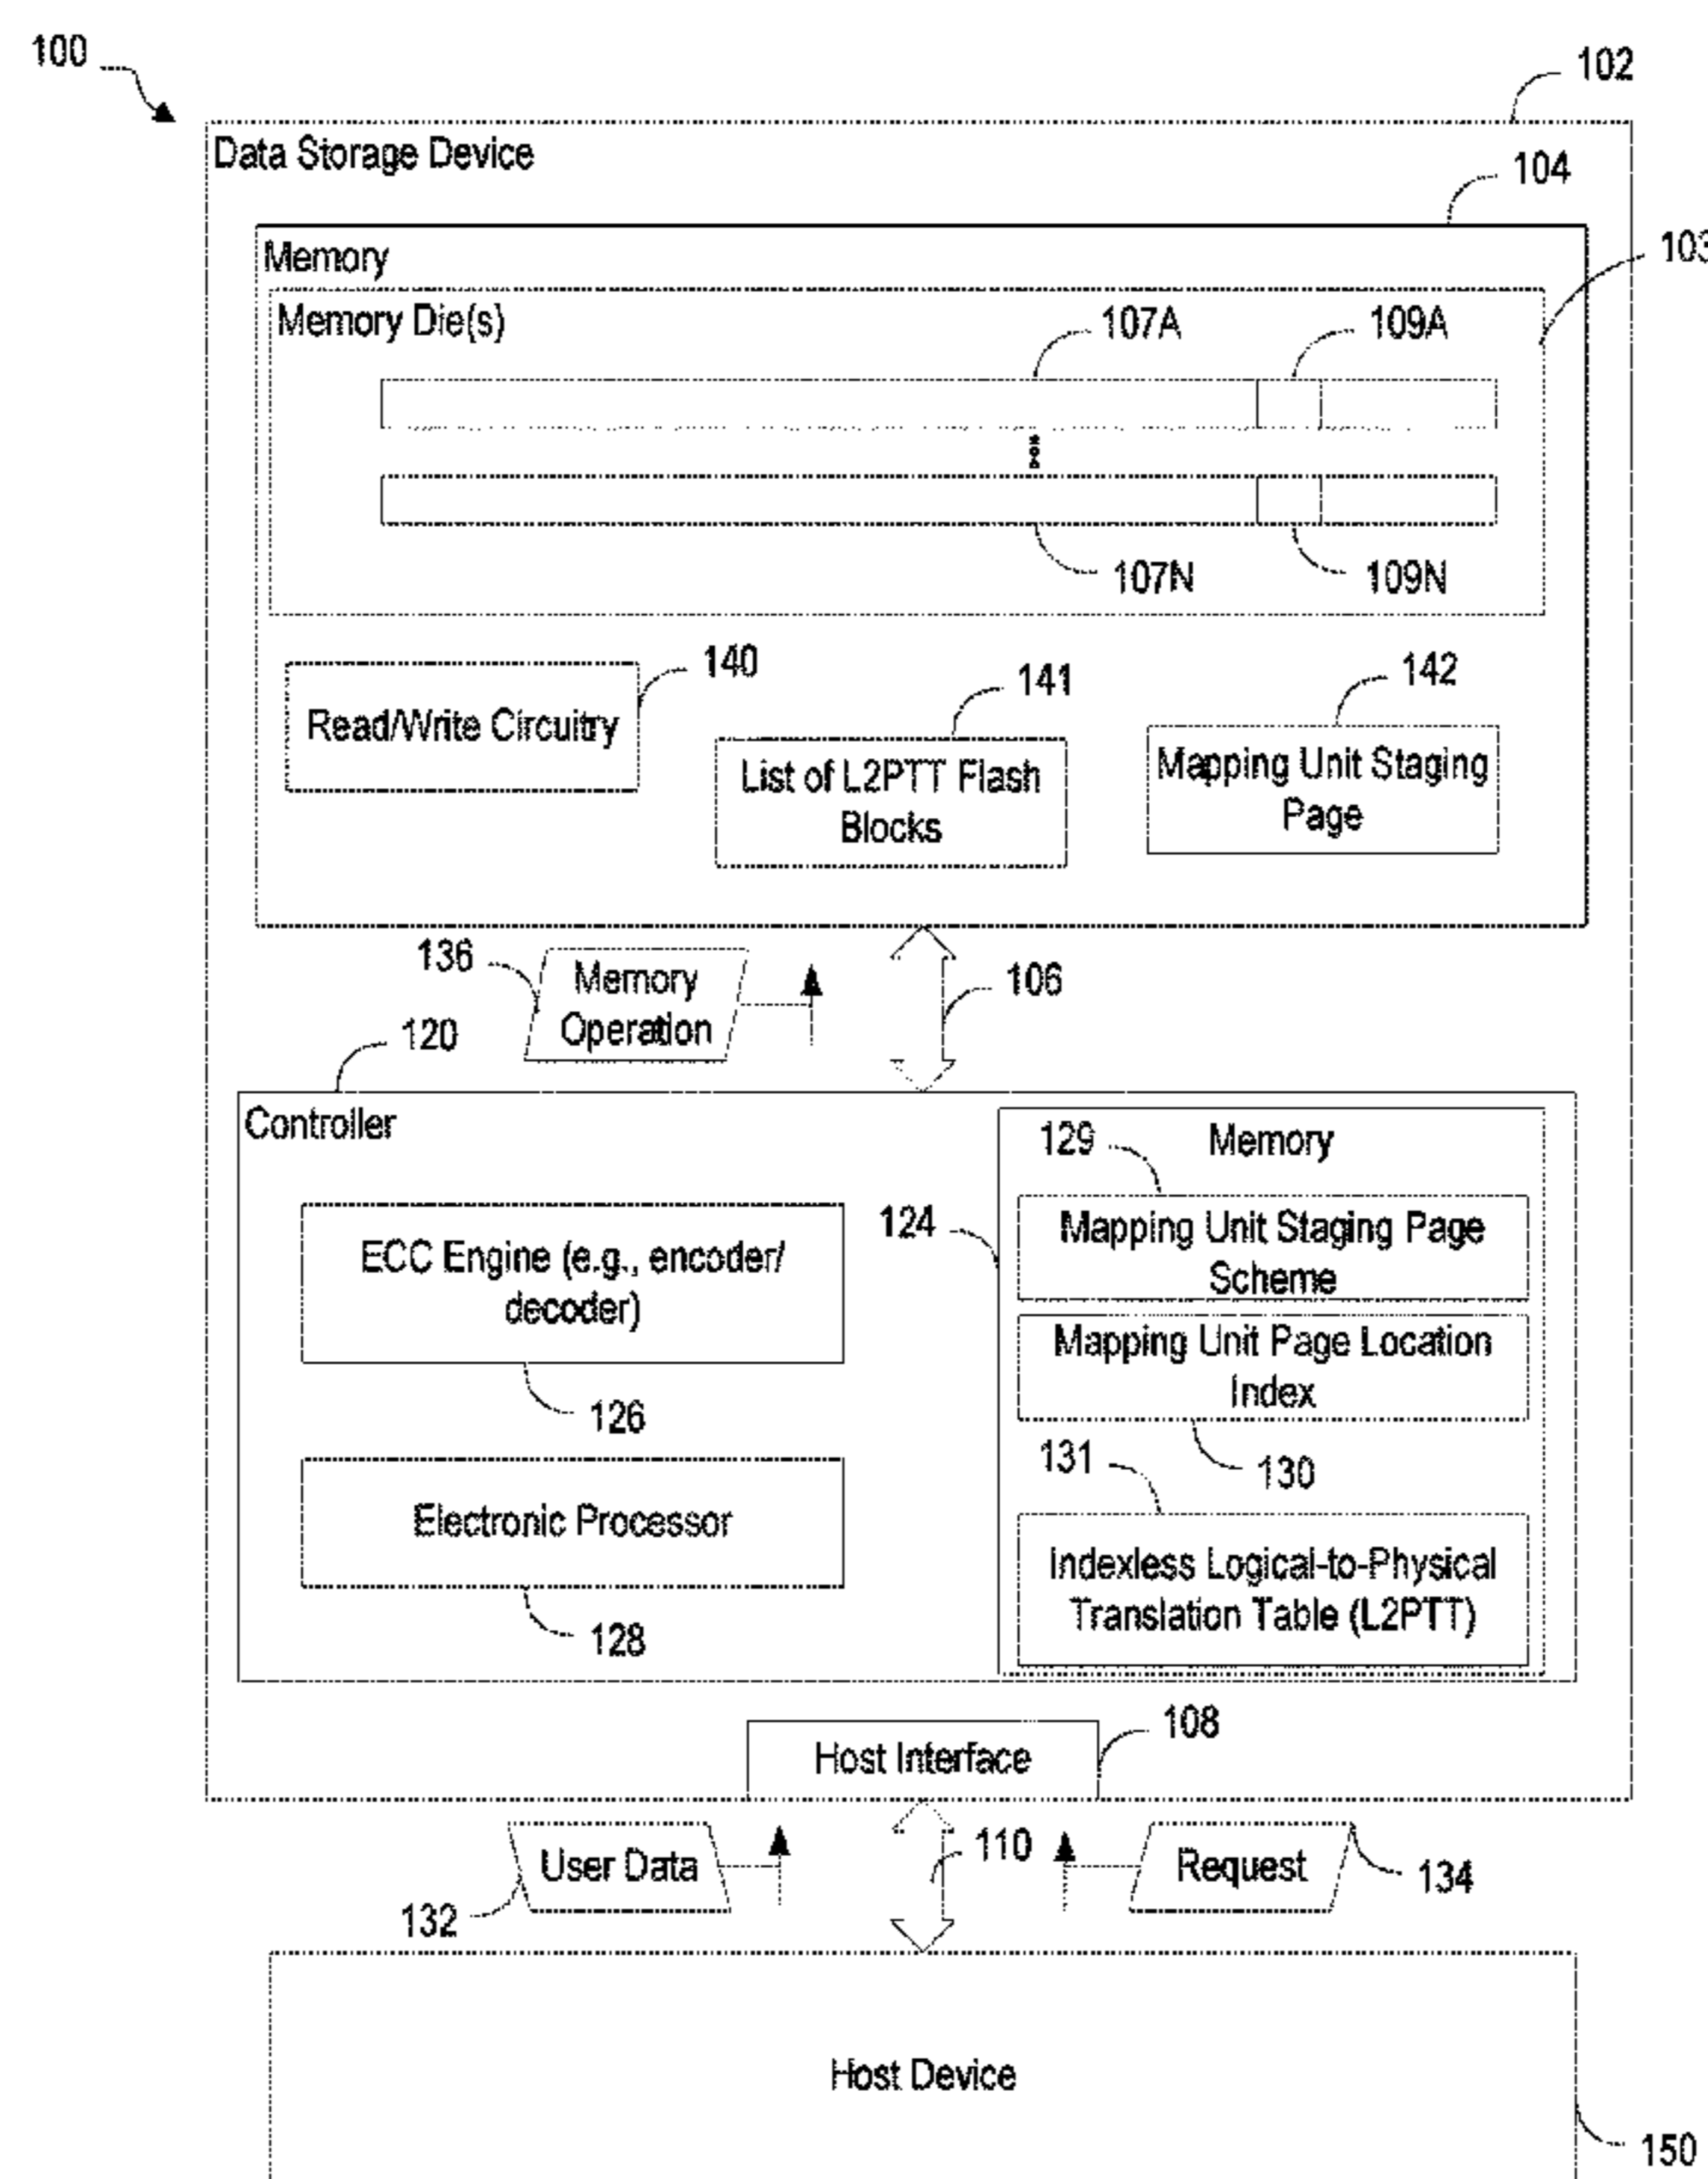 100
102
Data Storage Device
104
Memory
103
Memory Die(s)
107A
109A
107N
109N
140
141
142
Read/Write Circuitry
List of L2PTT Flash
Blocks
Mapping Unit Staging
Page
136
Memory
Operation
106
120
Controller
129
Memory
124
Mapping Unit Staging Page
Scheme
ECC Engine (e.g., encoder/
decoder)
Mapping Unit Page Location
Index
126
131
130
Electronic Processor
Indexless Logical-to-Physical
Translation Table (L2PTT)
128
108
Host Interface
User Data
110
Request
134
132
Host Device
150